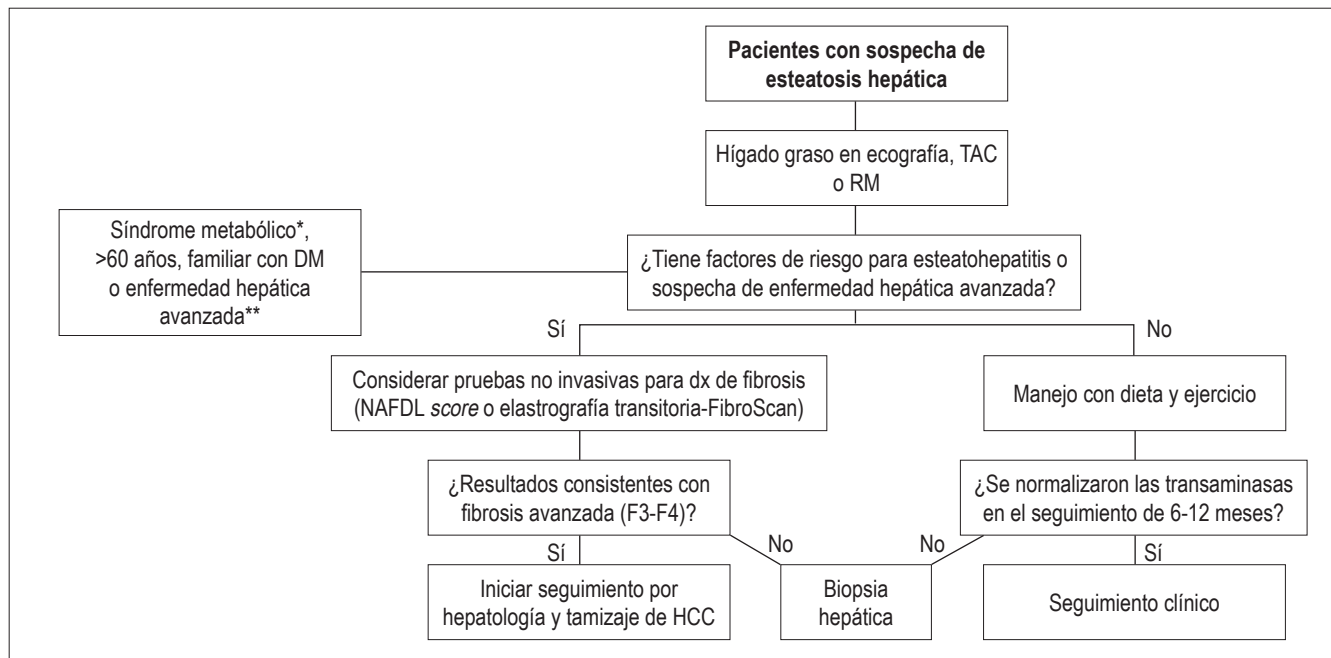 Pacientes con sospecha de
esteatosis hepática
Hígado graso en ecografía, TAC
o RM
Síndrome metabólico*,
>60 años, familiar con DM
o enfermedad hepática
avanzada**
¿Tiene factores de riesgo para esteatohepatitis o
sospecha de enfermedad hepática avanzada?
Sí
No
Considerar pruebas no invasivas para dx de fibrosis
(NAFDL score o elastrografía transitoria-FibroScan)
Manejo con dieta y ejercicio
¿Resultados consistentes con
fibrosis avanzada (F3-F4)?
¿Se normalizaron las transaminasas
en el seguimiento de 6-12 meses?
Sí
No
No
Sí
Iniciar seguimiento por
hepatología y tamizaje de HCC
Biopsia
hepática
Seguimiento clínico